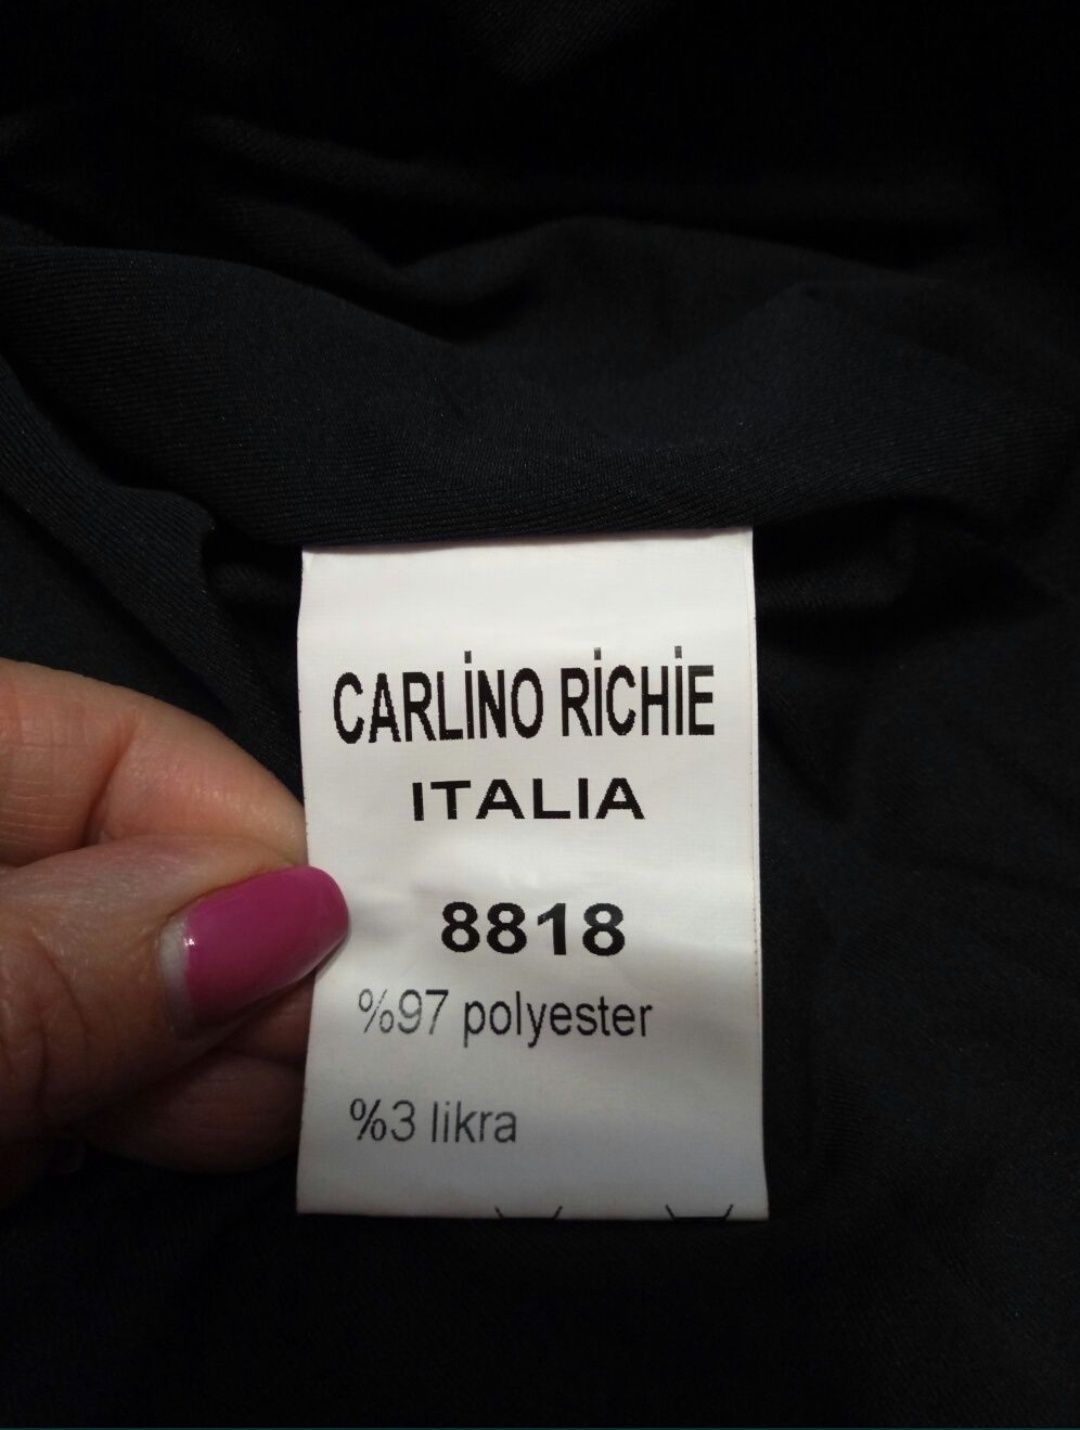 CARLİNO RİCHİE
ITALIA
8818
%97 polyester
%3 likra